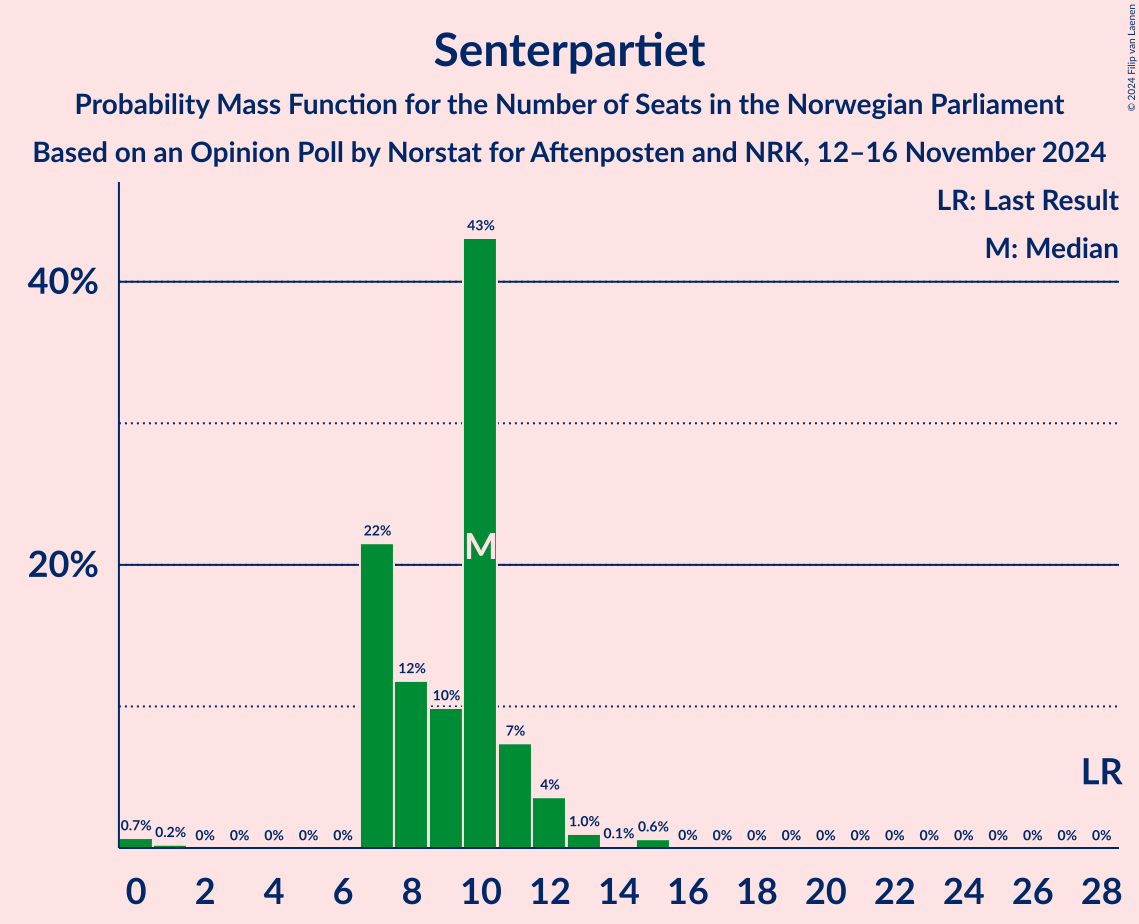 Senterpartiet
Probability Mass Function for the Number of Seats in the Norwegian Parliament
Based on an Opinion Poll by Norstat for Aftenposten and NRK, 12–16 November 2024
© 2024 Filip van Laenen
LR: Last Result
M: Median
40%
20%
0.7% 0.2% 0% 0% 0% 0% 0% 22% 12% 10% 43% 7% 4% 1.0% 0.1% 0.6% 0% 0% 0% 0% 0% 0% 0% 0% 0% 0% 0% 0% 0%
M
LR
0 2 4 6 8 10 12 14 16 18 20 22 24 26 28